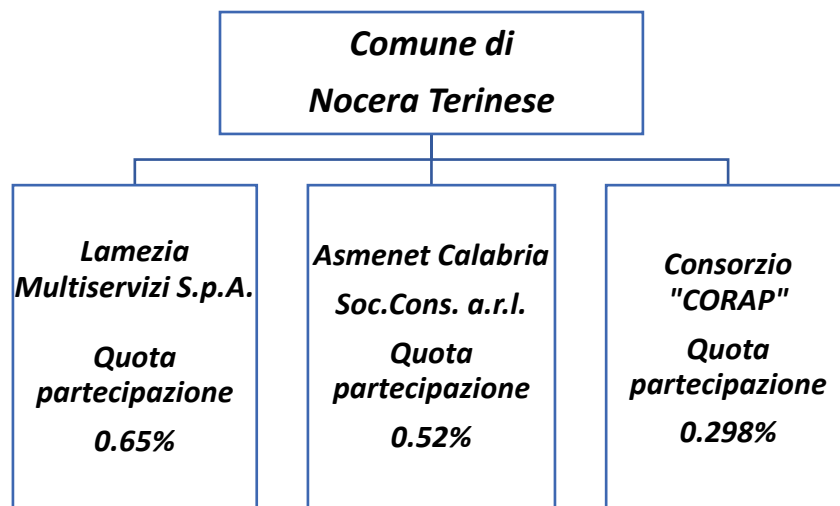 Comune di
Nocera Terinese
Lamezia
Multiservizi S.p.A.
Quota
partecipazione
0.65%
Asmenet Calabria
Soc.Cons. a.r.l.
Quota
partecipazione
0.52%
Consorzio
"CORAP"
Quota
partecipazione
0.298%